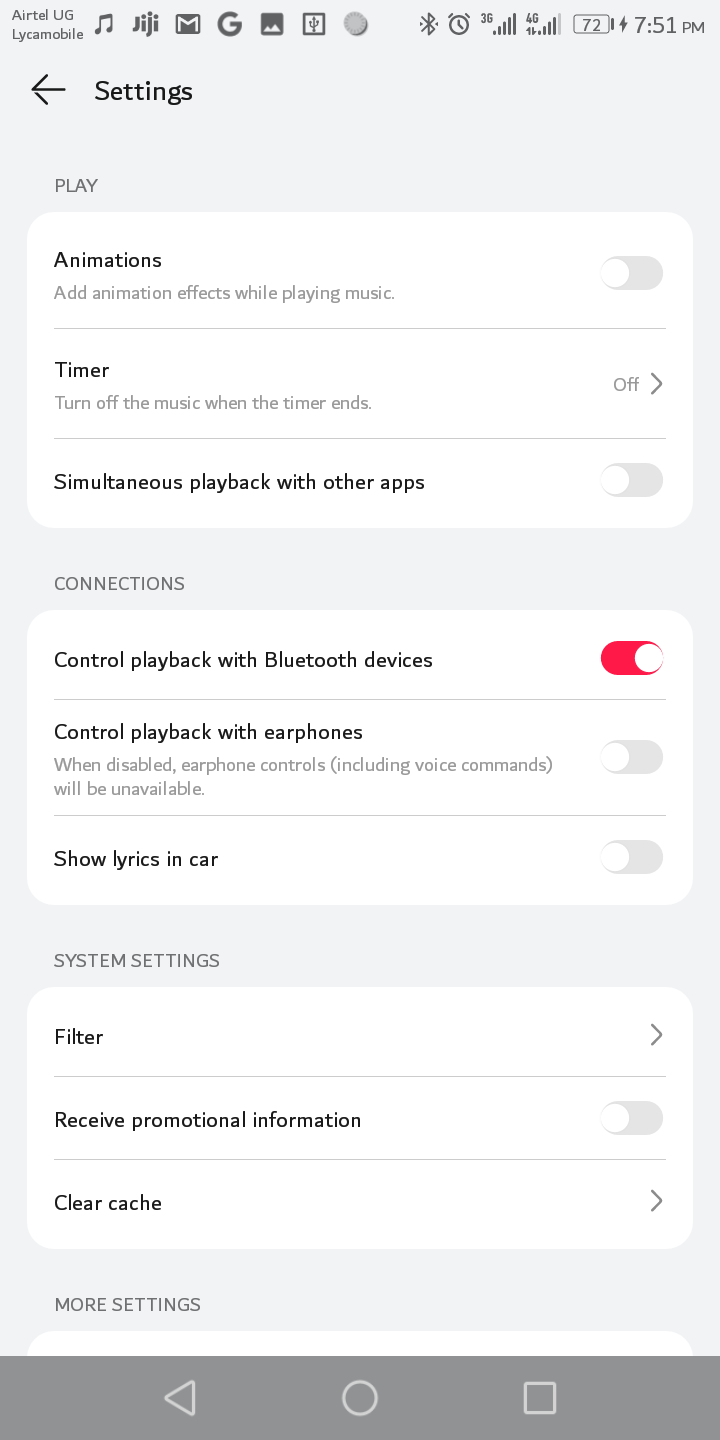 Airtel UG
Lycamobile
Jiji
3G
4G
72
7:51 PM
Settings
PLAY
Animations
Add animation effects while playing music.
Timer
Turn off the music when the timer ends.
Off
Simultaneous playback with other apps
CONNECTIONS
Control playback with Bluetooth devices
Control playback with earphones
When disabled, earphone controls (including voice commands)
will be unavailable.
Show lyrics in car
SYSTEM SETTINGS
Filter
Receive promotional information
Clear cache
MORE SETTINGS